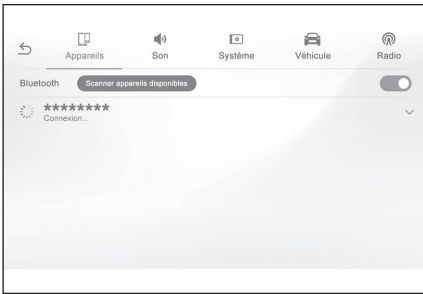 Appareils Son Système Véhicule Radio
Bluetooth Scanner appareils disponibles
********
Connexion...